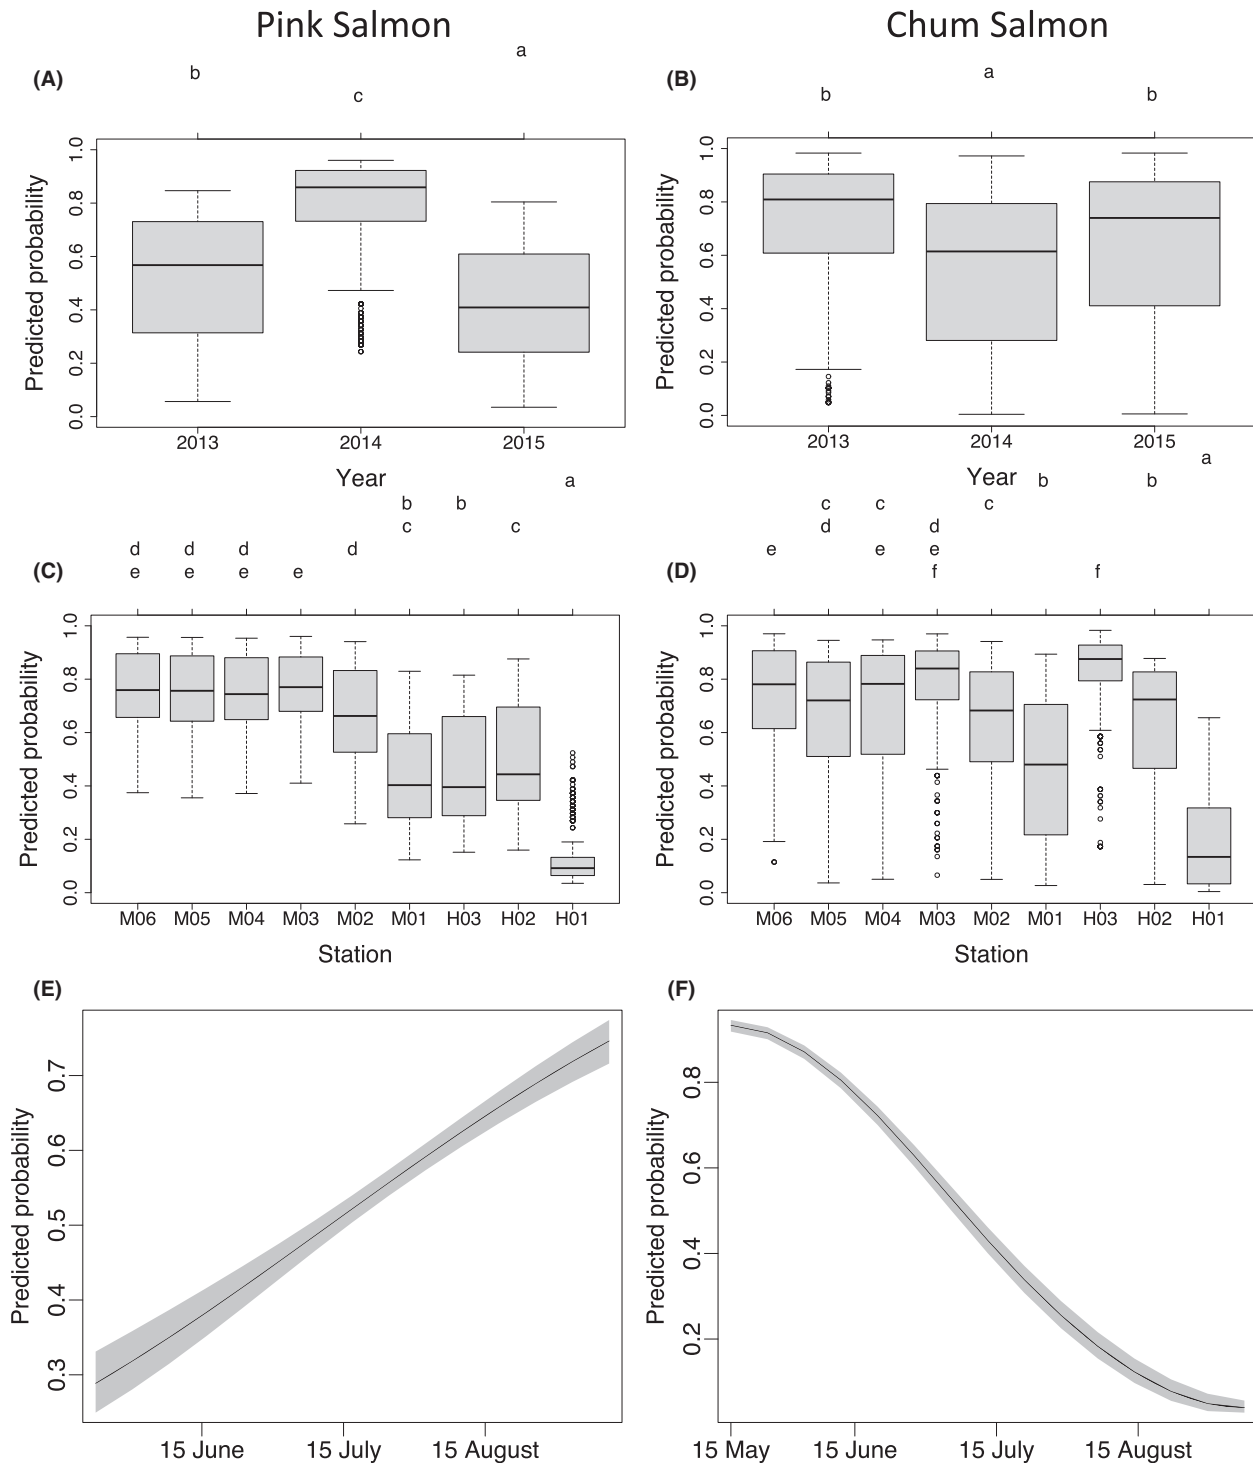 Pink Salmon
Chum Salmon
(A)
b
c
a
Predicted probability
0.0 0.2 0.4 0.6 0.8 1.0
2013 2014 2015
Year
(B)
b
a
b
Predicted probability
0.0 0.2 0.4 0.6 0.8 1.0
2013 2014 2015
Year
(C)
d e
d e
d e
e
d
b c
b
c
a
Predicted probability
0.0 0.2 0.4 0.6 0.8 1.0
M06 M05 M04 M03 M02 M01 H03 H02 H01
Station
(D)
e
c d
c e
d e f
c
b
f
b
a
Predicted probability
0.0 0.2 0.4 0.6 0.8 1.0
M06 M05 M04 M03 M02 M01 H03 H02 H01
Station
(E)
Predicted probability
0.3 0.4 0.5 0.6 0.7
15 June 15 July 15 August
(F)
Predicted probability
0.2 0.4 0.6 0.8
15 May 15 June 15 July 15 August